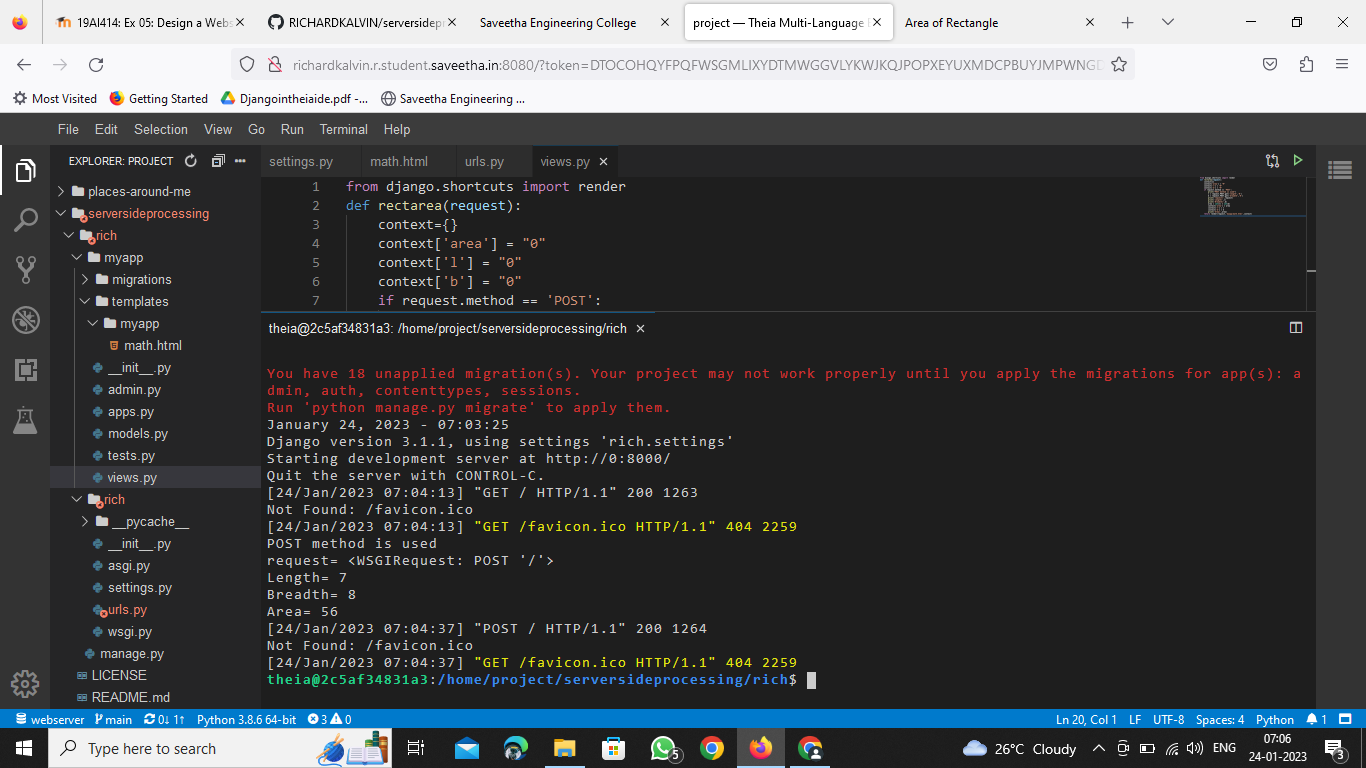 19AI414: Ex 05: Design a Webs
RICHARDKALVIN/serversidepr
Saveetha Engineering College
project — Theia Multi-Language
Area of Rectangle
richardkalvin.r.student.saveetha.in:8080/?token=DTOCOHQYFPQFWSGMLIXYDTMWGGVLYKWJKQJPOPXEYUXMDCPBUYJMPWNGD
Most Visited
Getting Started
Djangointheiaide.pdf -...
Saveetha Engineering ...
File Edit Selection View Go Run Terminal Help
EXPLORER: PROJECT
settings.py math.html urls.py views.py
places-around-me
serversideprocessing
rich
myapp
migrations
templates
myapp
math.html
__init__.py
admin.py
apps.py
models.py
tests.py
views.py
rich
__pycache__
__init__.py
asgi.py
settings.py
urls.py
wsgi.py
manage.py
LICENSE
README.md
1 from django.shortcuts import render
2 def rectarea(request):
3     context={}
4     context['area'] = "0"
5     context['l'] = "0"
6     context['b'] = "0"
7     if request.method == 'POST':
theia@2c5af34831a3: /home/project/serversideprocessing/rich
You have 18 unapplied migration(s). Your project may not work properly until you apply the migrations for app(s): a
dmin, auth, contenttypes, sessions.
Run 'python manage.py migrate' to apply them.
January 24, 2023 - 07:03:25
Django version 3.1.1, using settings 'rich.settings'
Starting development server at http://0:8000/
Quit the server with CONTROL-C.
[24/Jan/2023 07:04:13] "GET / HTTP/1.1" 200 1263
Not Found: /favicon.ico
[24/Jan/2023 07:04:13] "GET /favicon.ico HTTP/1.1" 404 2259
POST method is used
request= <WSGIRequest: POST '/'>
Length= 7
Breadth= 8
Area= 56
[24/Jan/2023 07:04:37] "POST / HTTP/1.1" 200 1264
Not Found: /favicon.ico
[24/Jan/2023 07:04:37] "GET /favicon.ico HTTP/1.1" 404 2259
theia@2c5af34831a3:/home/project/serversideprocessing/rich$
webserver main 0↓ 1↑ Python 3.8.6 64-bit 3 0
Ln 20, Col 1 LF UTF-8 Spaces: 4 Python 1
Type here to search
5
26°C Cloudy
ENG
07:06
24-01-2023
3